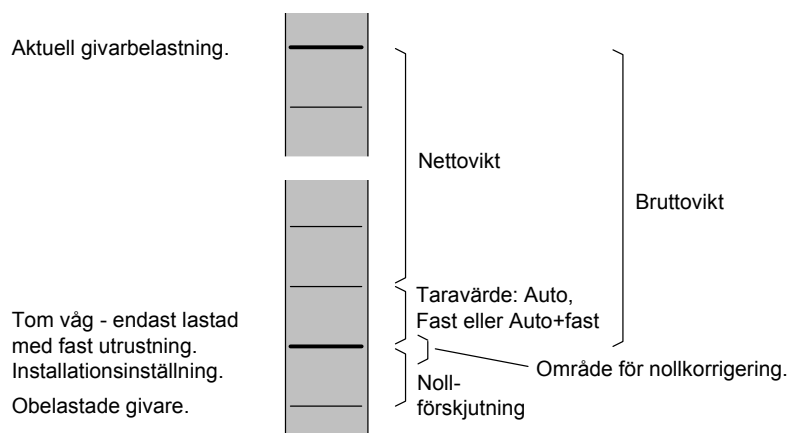 Aktuell givarbelastning.
Nettovikt
Bruttovikt
Taravärde: Auto,
Fast eller Auto+fast
Tom våg - endast lastad
med fast utrustning.
Installationsinställning.
Område för nollkorrigering.
Noll-
förskjutning
Obelastade givare.